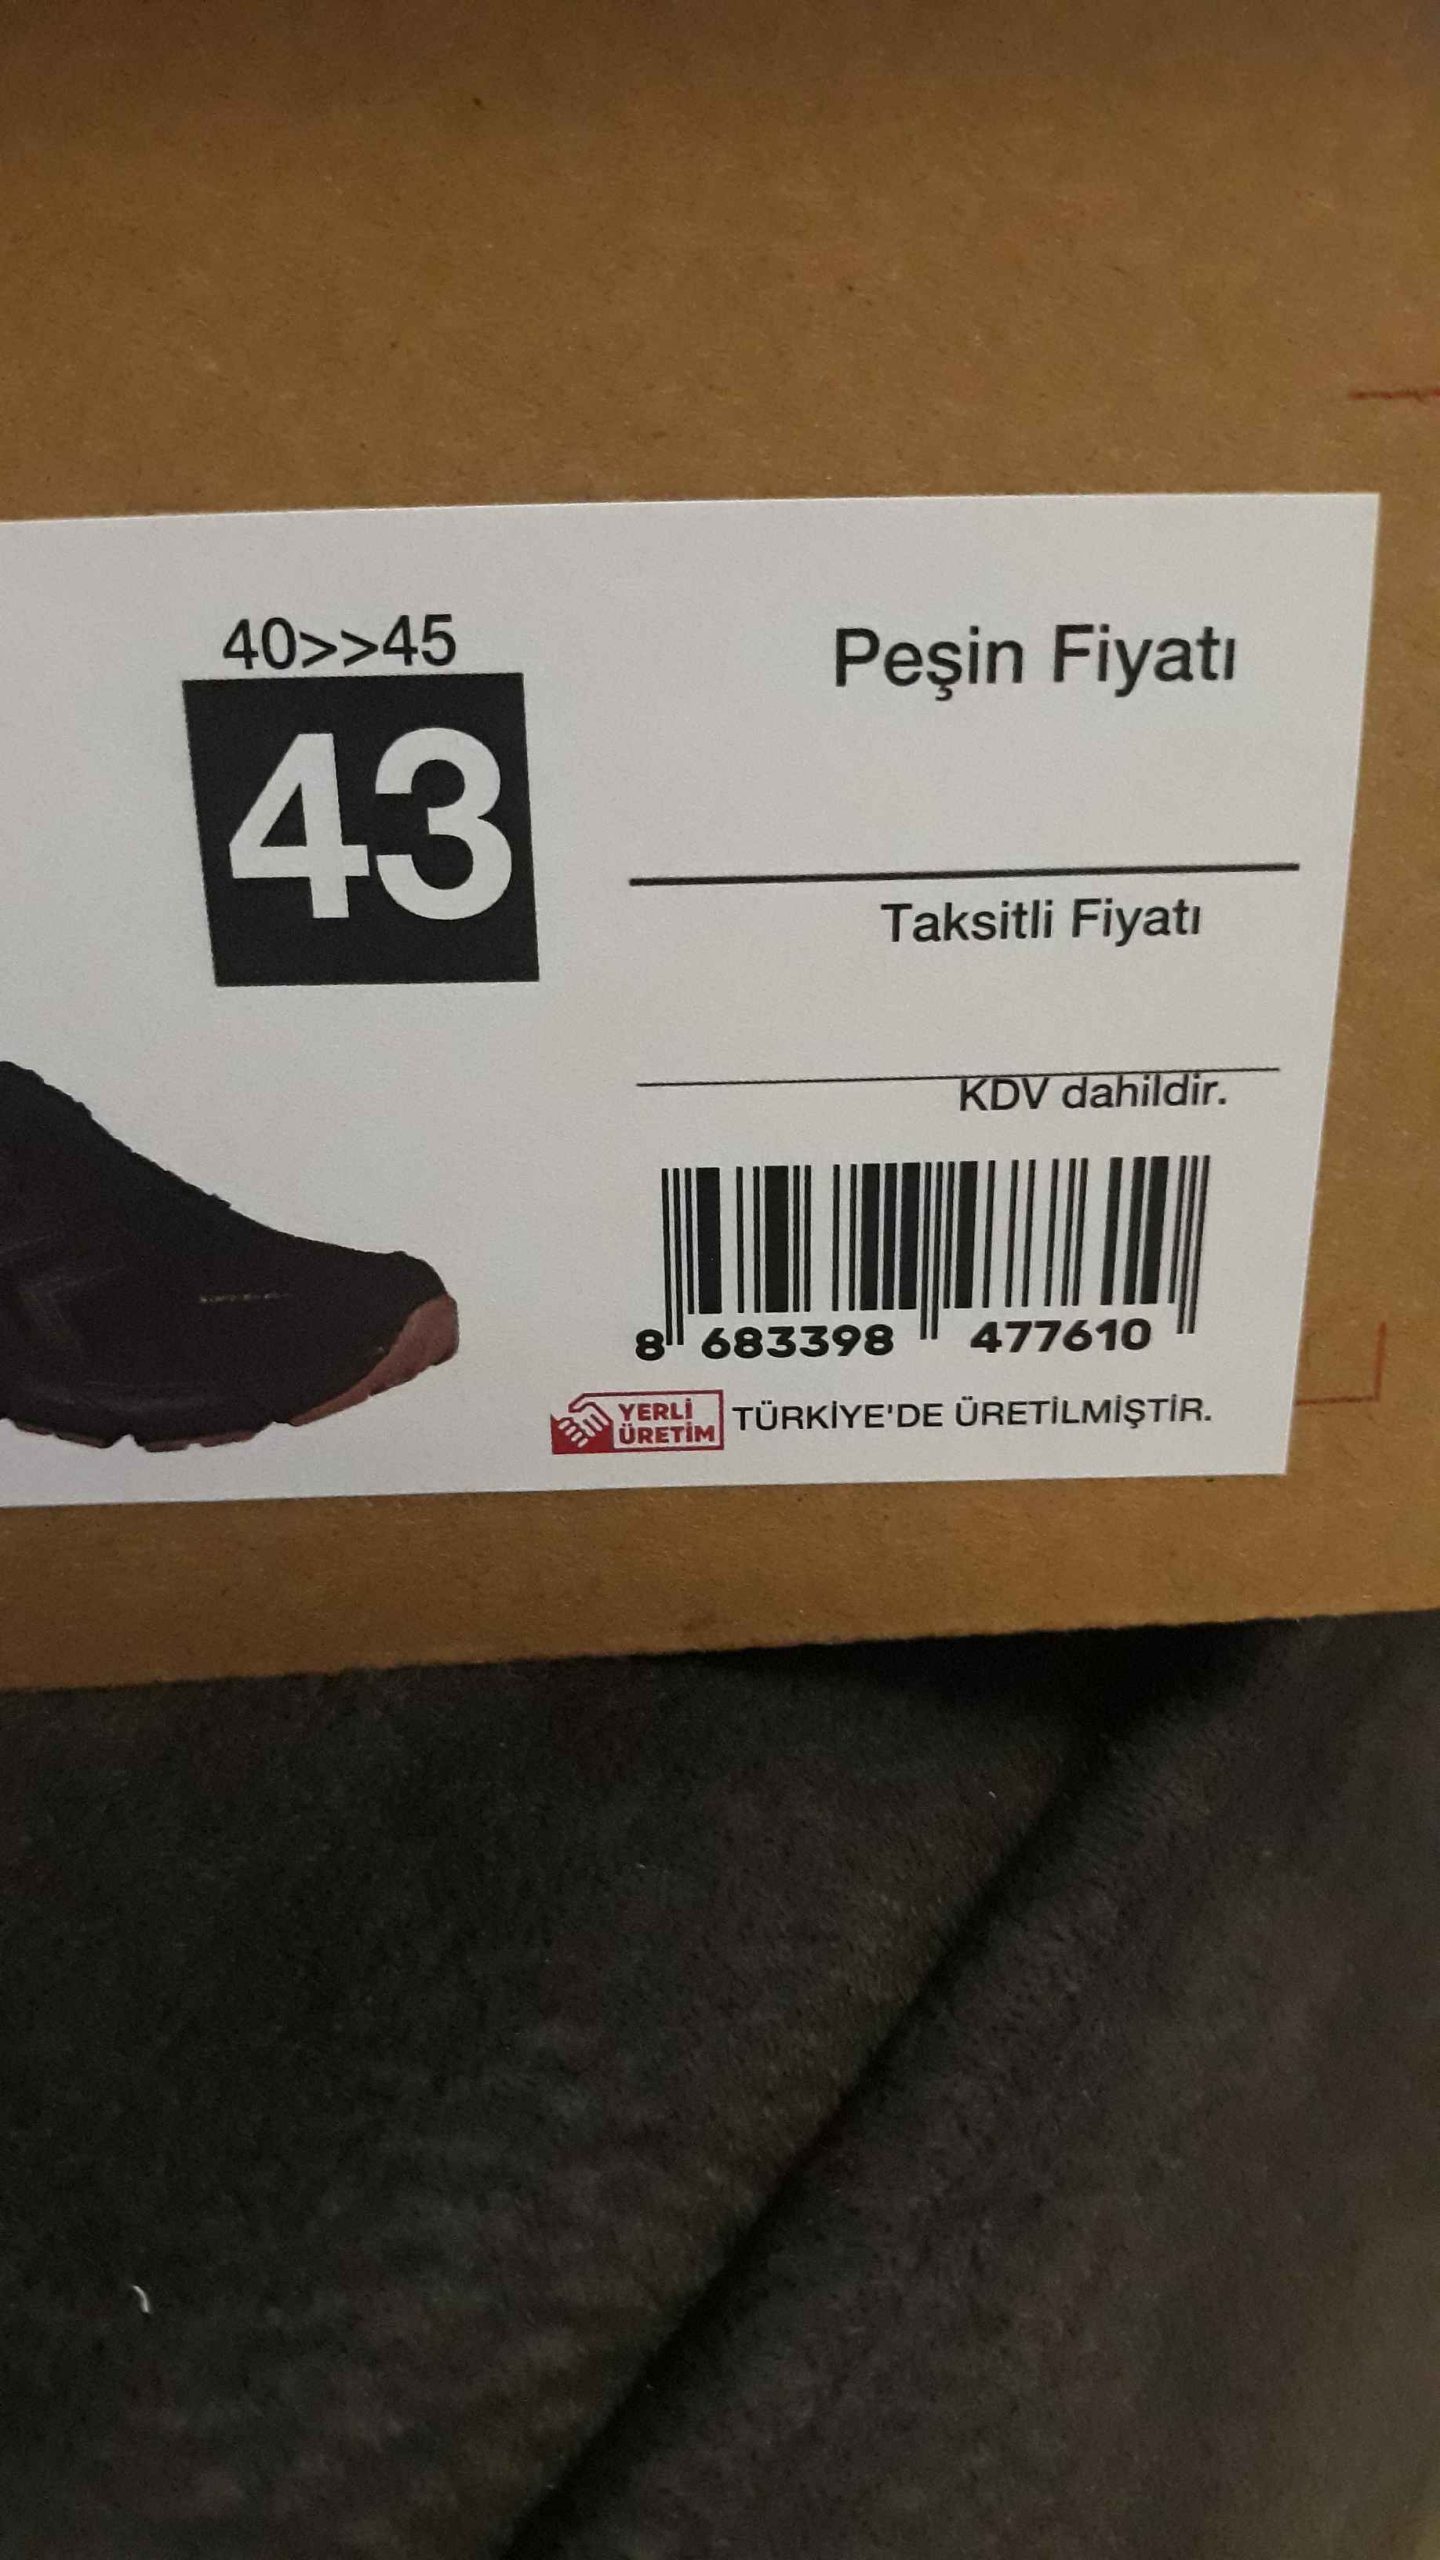 40>>45
43
Peşin Fiyatı
Taksitli Fiyatı
KDV dahildir.
8 683398 477610
YERLİ
ÜRETİM
TÜRKİYE'DE ÜRETİLMİŞTİR.